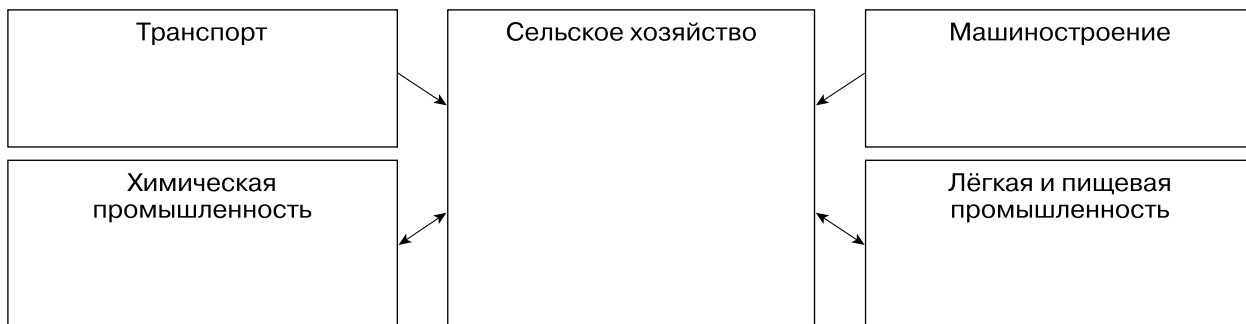 Транспорт
Сельское хозяйство
Машиностроение
Химическая
промышленность
Лёгкая и пищевая
промышленность